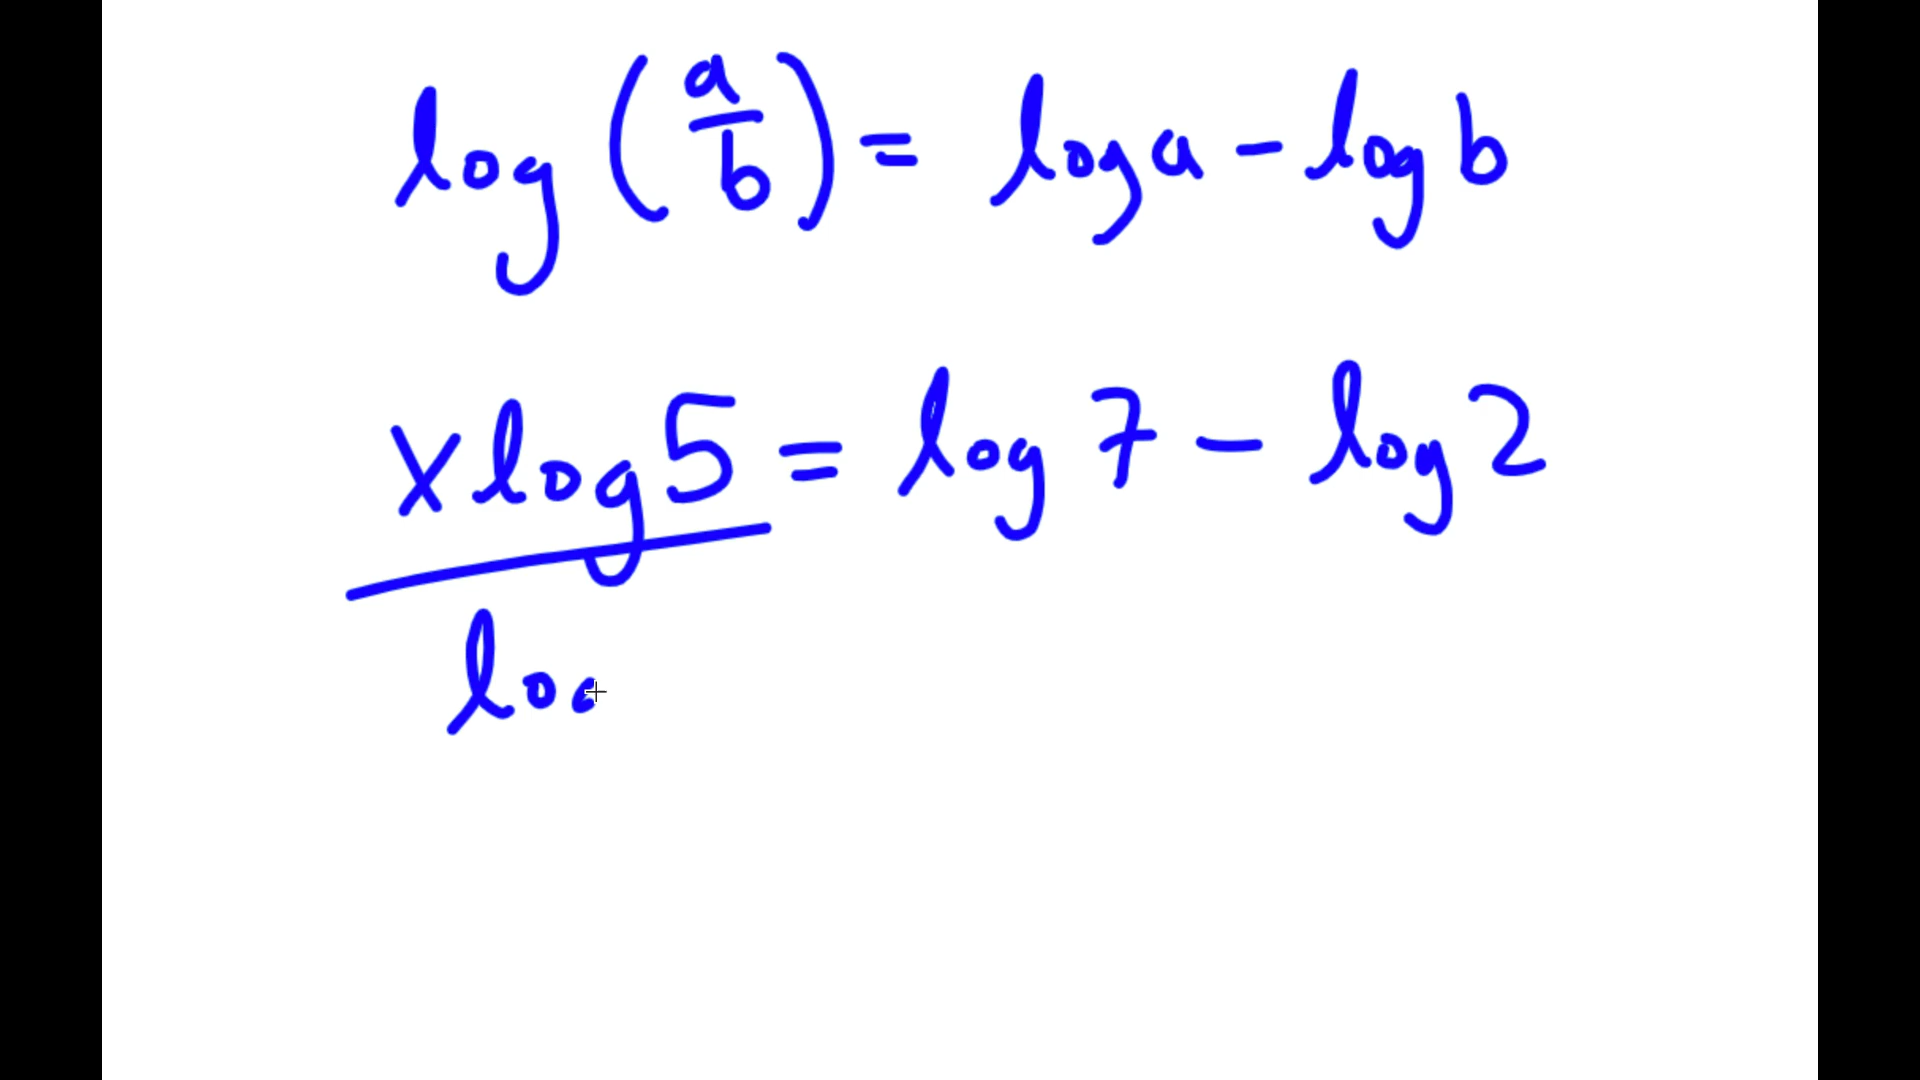 log (a/b) = log a - log b
x log 5 = log 7 - log 2
lo